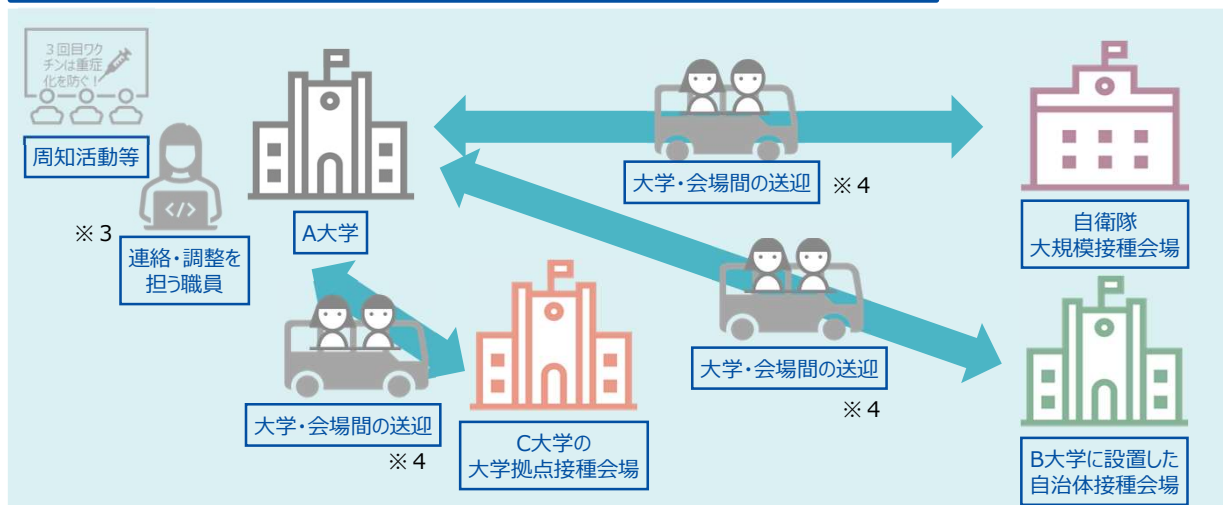 3回目ワク
チンは重症
化を防ぐ！
周知活動等
※3
連絡・調整を
担う職員
</>
A大学
大学・会場間の送迎
※4
自衛隊
大規模接種会場
大学・会場間の送迎
※4
大学・会場間の送迎
※4
C大学の
大学拠点接種会場
B大学に設置した
自治体接種会場